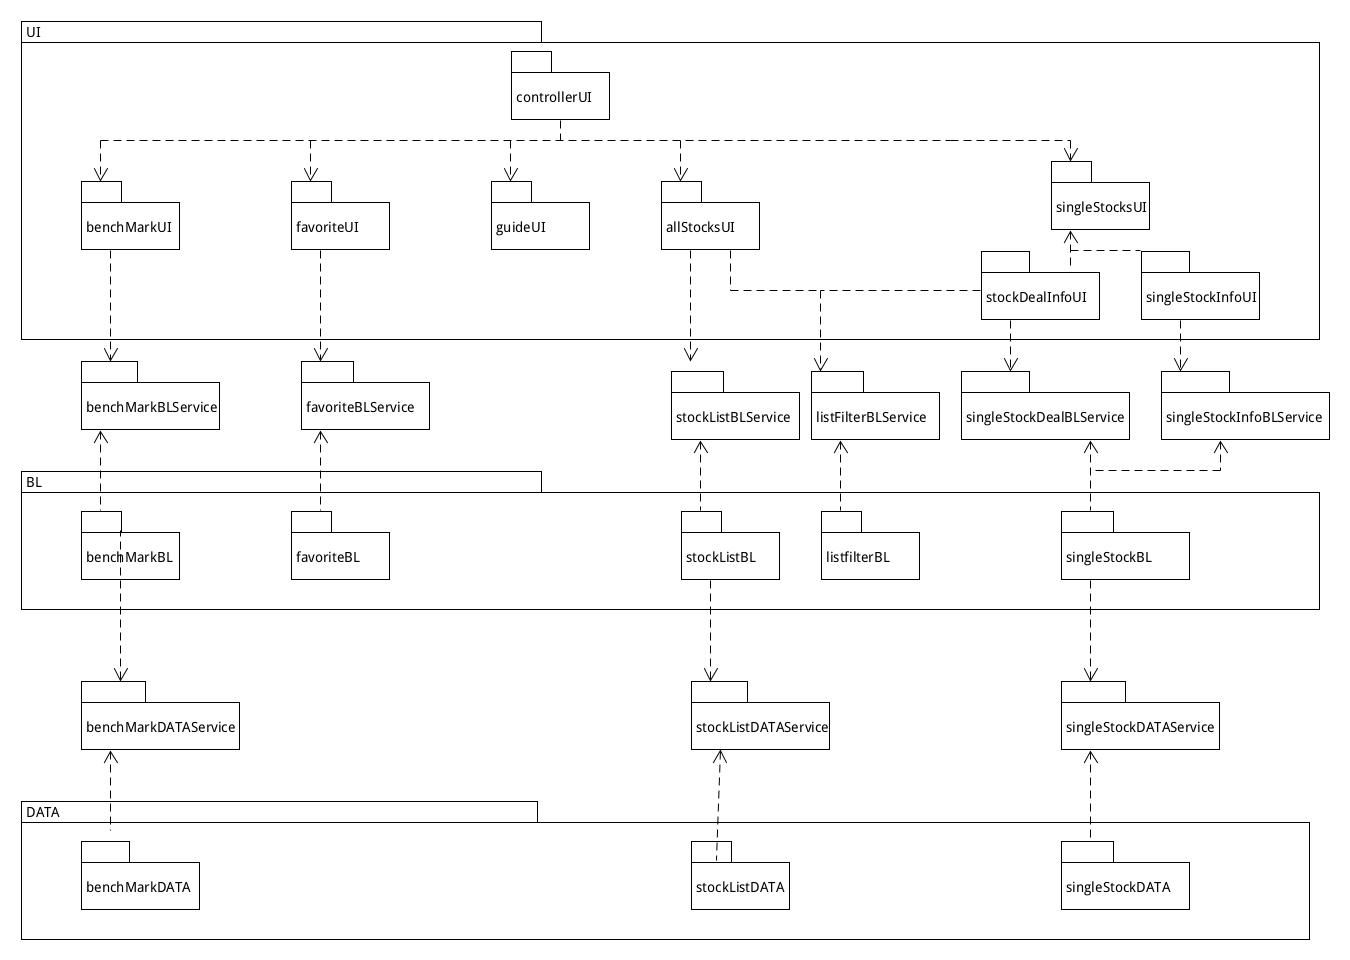 UI
controllerUI
benchMarkUI
favoriteUI
guideUI
allStocksUI
singleStocksUI
stockDealInfoUI
singleStockInfoUI
benchMarkBLService
favoriteBLService
stockListBLService
listFilterBLService
singleStockDealBLService
singleStockInfoBLService
BL
benchMarkBL
favoriteBL
stockListBL
listfilterBL
singleStockBL
benchMarkDATAService
stockListDATAService
singleStockDATAService
DATA
benchMarkDATA
stockListDATA
singleStockDATA